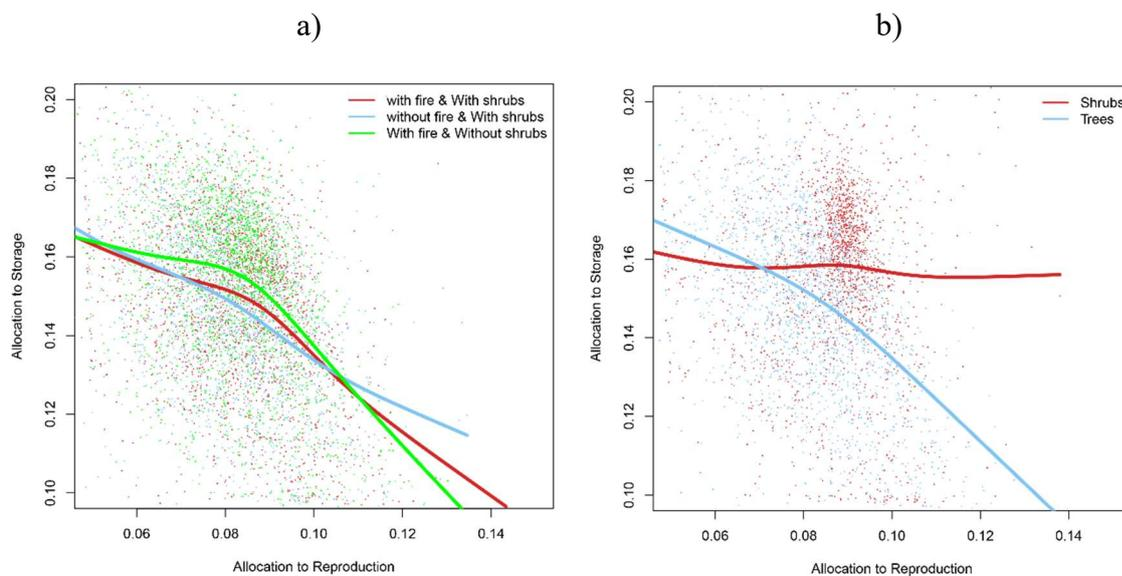 a)
with fire & With shrubs
without fire & With shrubs
With fire & Without shrubs
0.20
0.18
0.16
0.14
0.12
0.10
Allocation to Storage
0.06 0.08 0.10 0.12 0.14
Allocation to Reproduction
b)
Shrubs
Trees
0.20
0.18
0.16
0.14
0.12
0.10
Allocation to Storage
0.06 0.08 0.10 0.12 0.14
Allocation to Reproduction